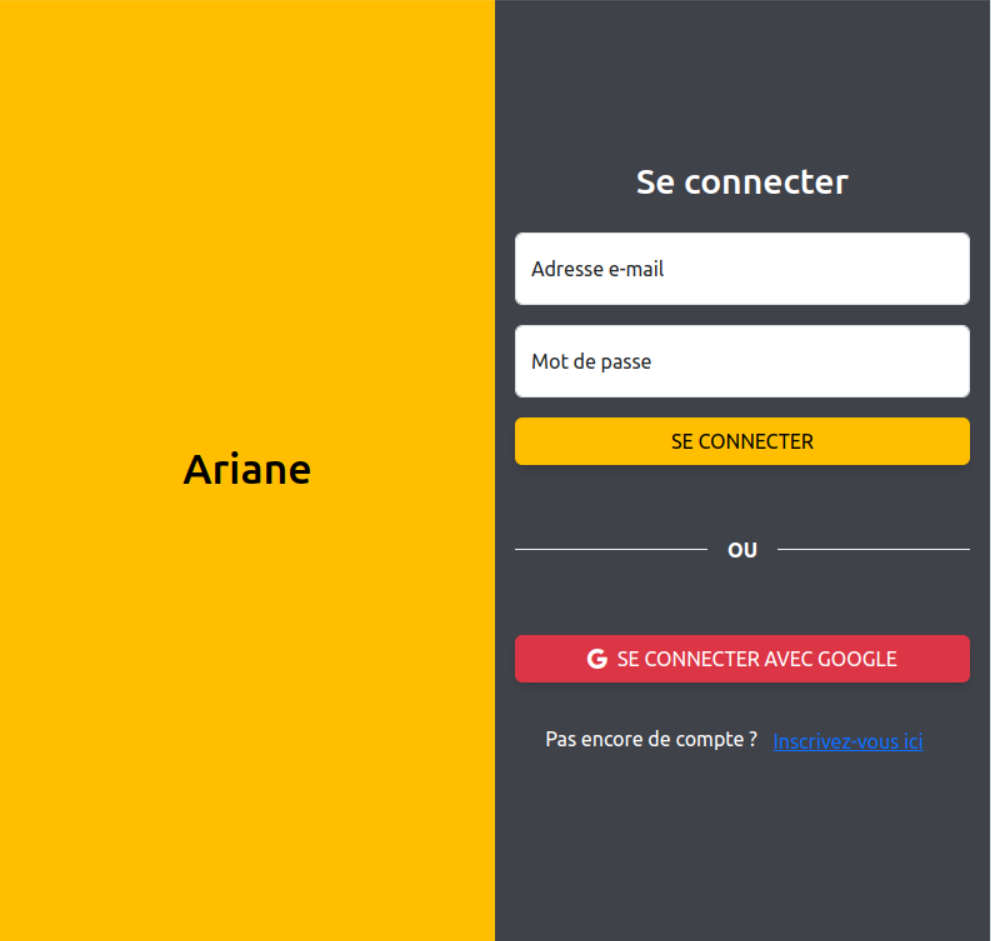 Ariane
Se connecter
Adresse e-mail
Mot de passe
SE CONNECTER
OU
SE CONNECTER AVEC GOOGLE
Pas encore de compte ? Inscrivez-vous ici